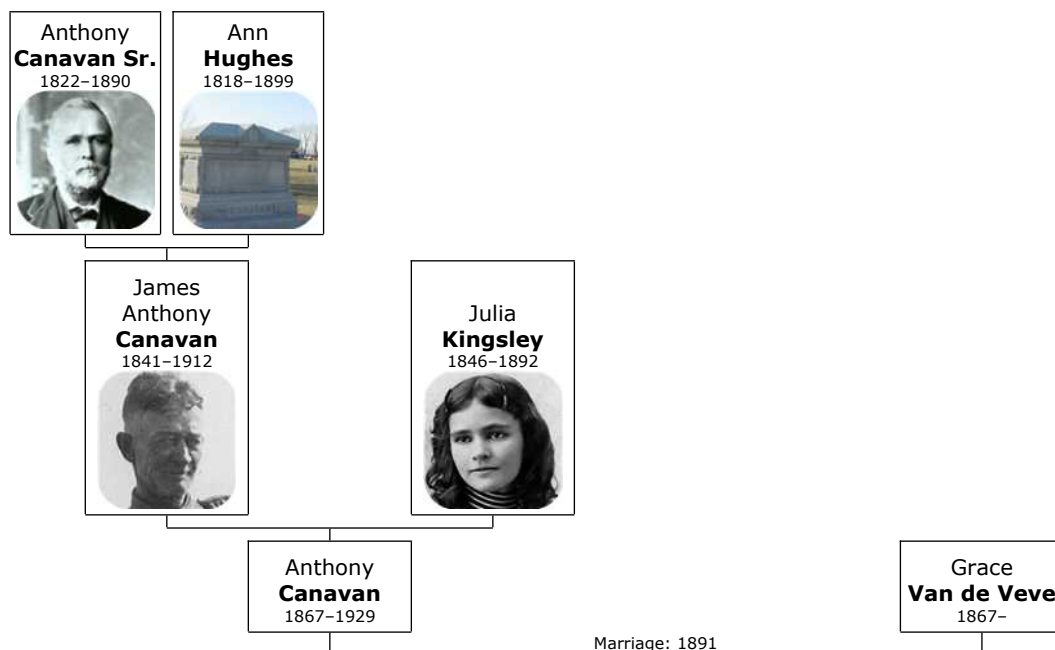 Anthony
Canavan Sr.
1822–1890
Ann
Hughes
1818–1899
James
Anthony
Canavan
1841–1912
Julia
Kingsley
1846–1892
Anthony
Canavan
1867–1929
Grace
Van de Veve
1867–
Marriage: 1891